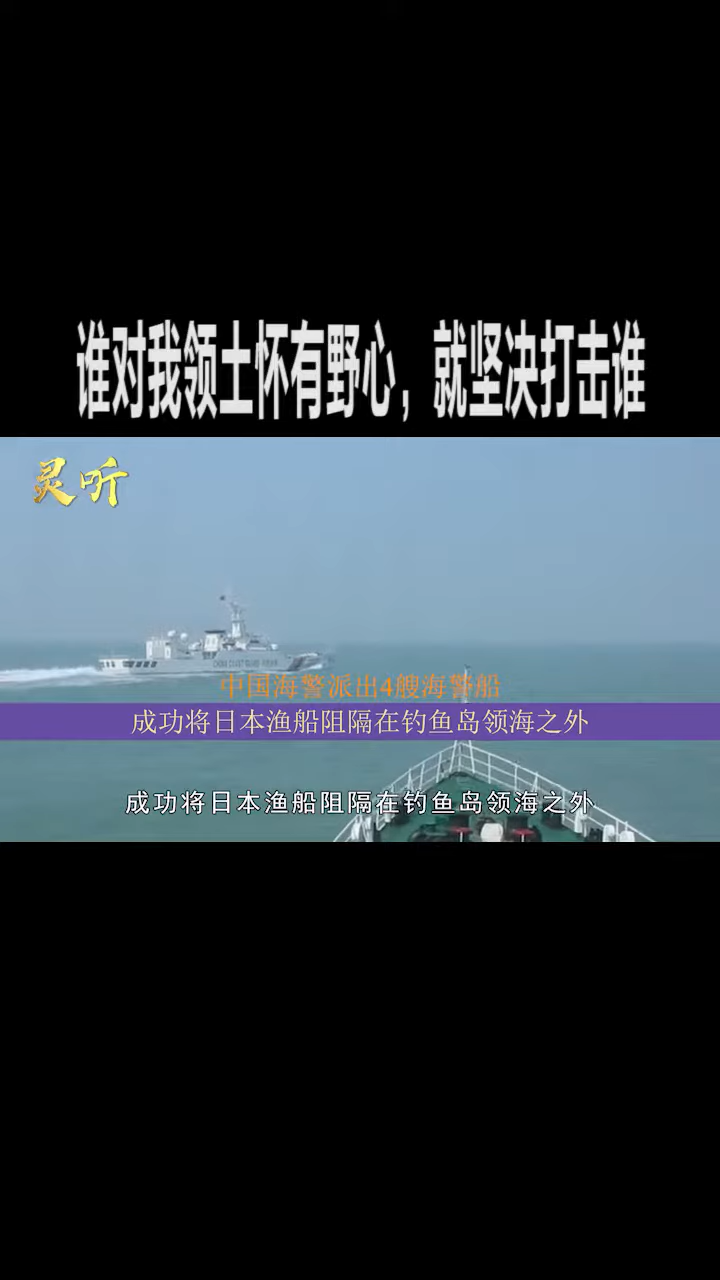 谁对我领土怀有野心，就坚决打击谁
灵听
CHINA COAST GUARD
中国海警派出4艘海警船
成功将日本渔船阻隔在钓鱼岛领海之外
成功将日本渔船阻隔在钓鱼岛领海之外